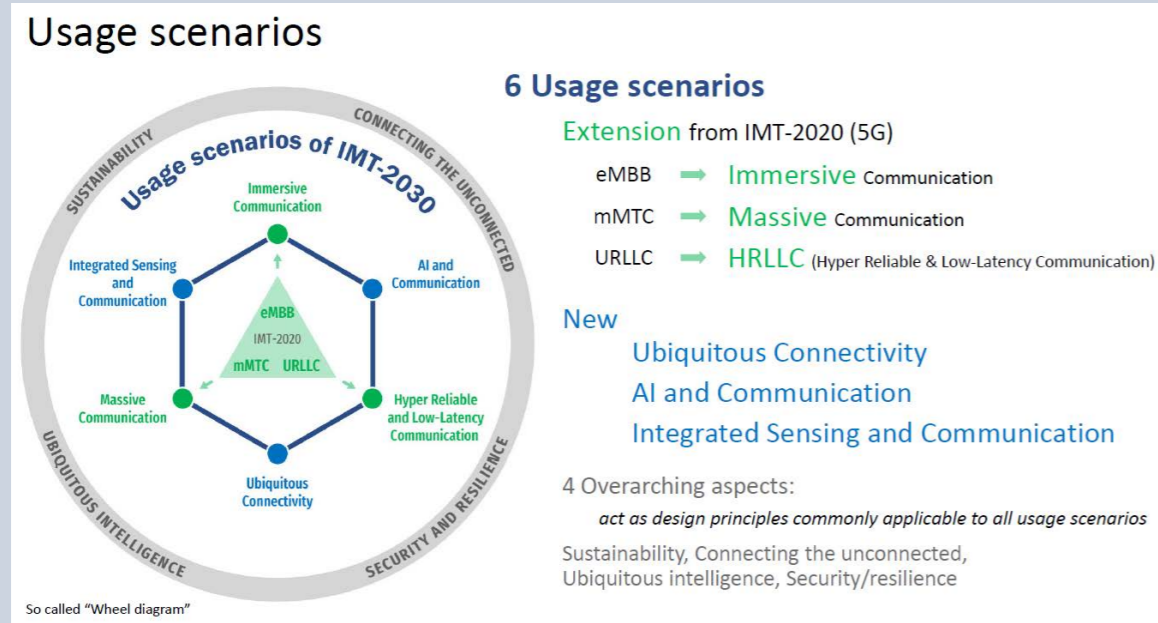 Usage scenarios
SUSTAINABILITY
CONNECTING THE UNCONNECTED
Usage scenarios of IMT-2030
Immersive
Communication
Integrated Sensing
and
Communication
AI and
Communication
eMBB
IMT-2020
mMTC URLLC
Massive
Communication
Hyper Reliable
and Low-Latency
Communication
Ubiquitous
Connectivity
UBIQUITOUS INTELLIGENCE
SECURITY AND RESILIENCE
So called “Wheel diagram”
6 Usage scenarios
Extension from IMT-2020 (5G)
eMBB → Immersive Communication
mMTC → Massive Communication
URLLC → HRLLC (Hyper Reliable & Low-Latency Communication)
New
Ubiquitous Connectivity
AI and Communication
Integrated Sensing and Communication
4 Overarching aspects:
act as design principles commonly applicable to all usage scenarios
Sustainability, Connecting the unconnected,
Ubiquitous intelligence, Security/resilience